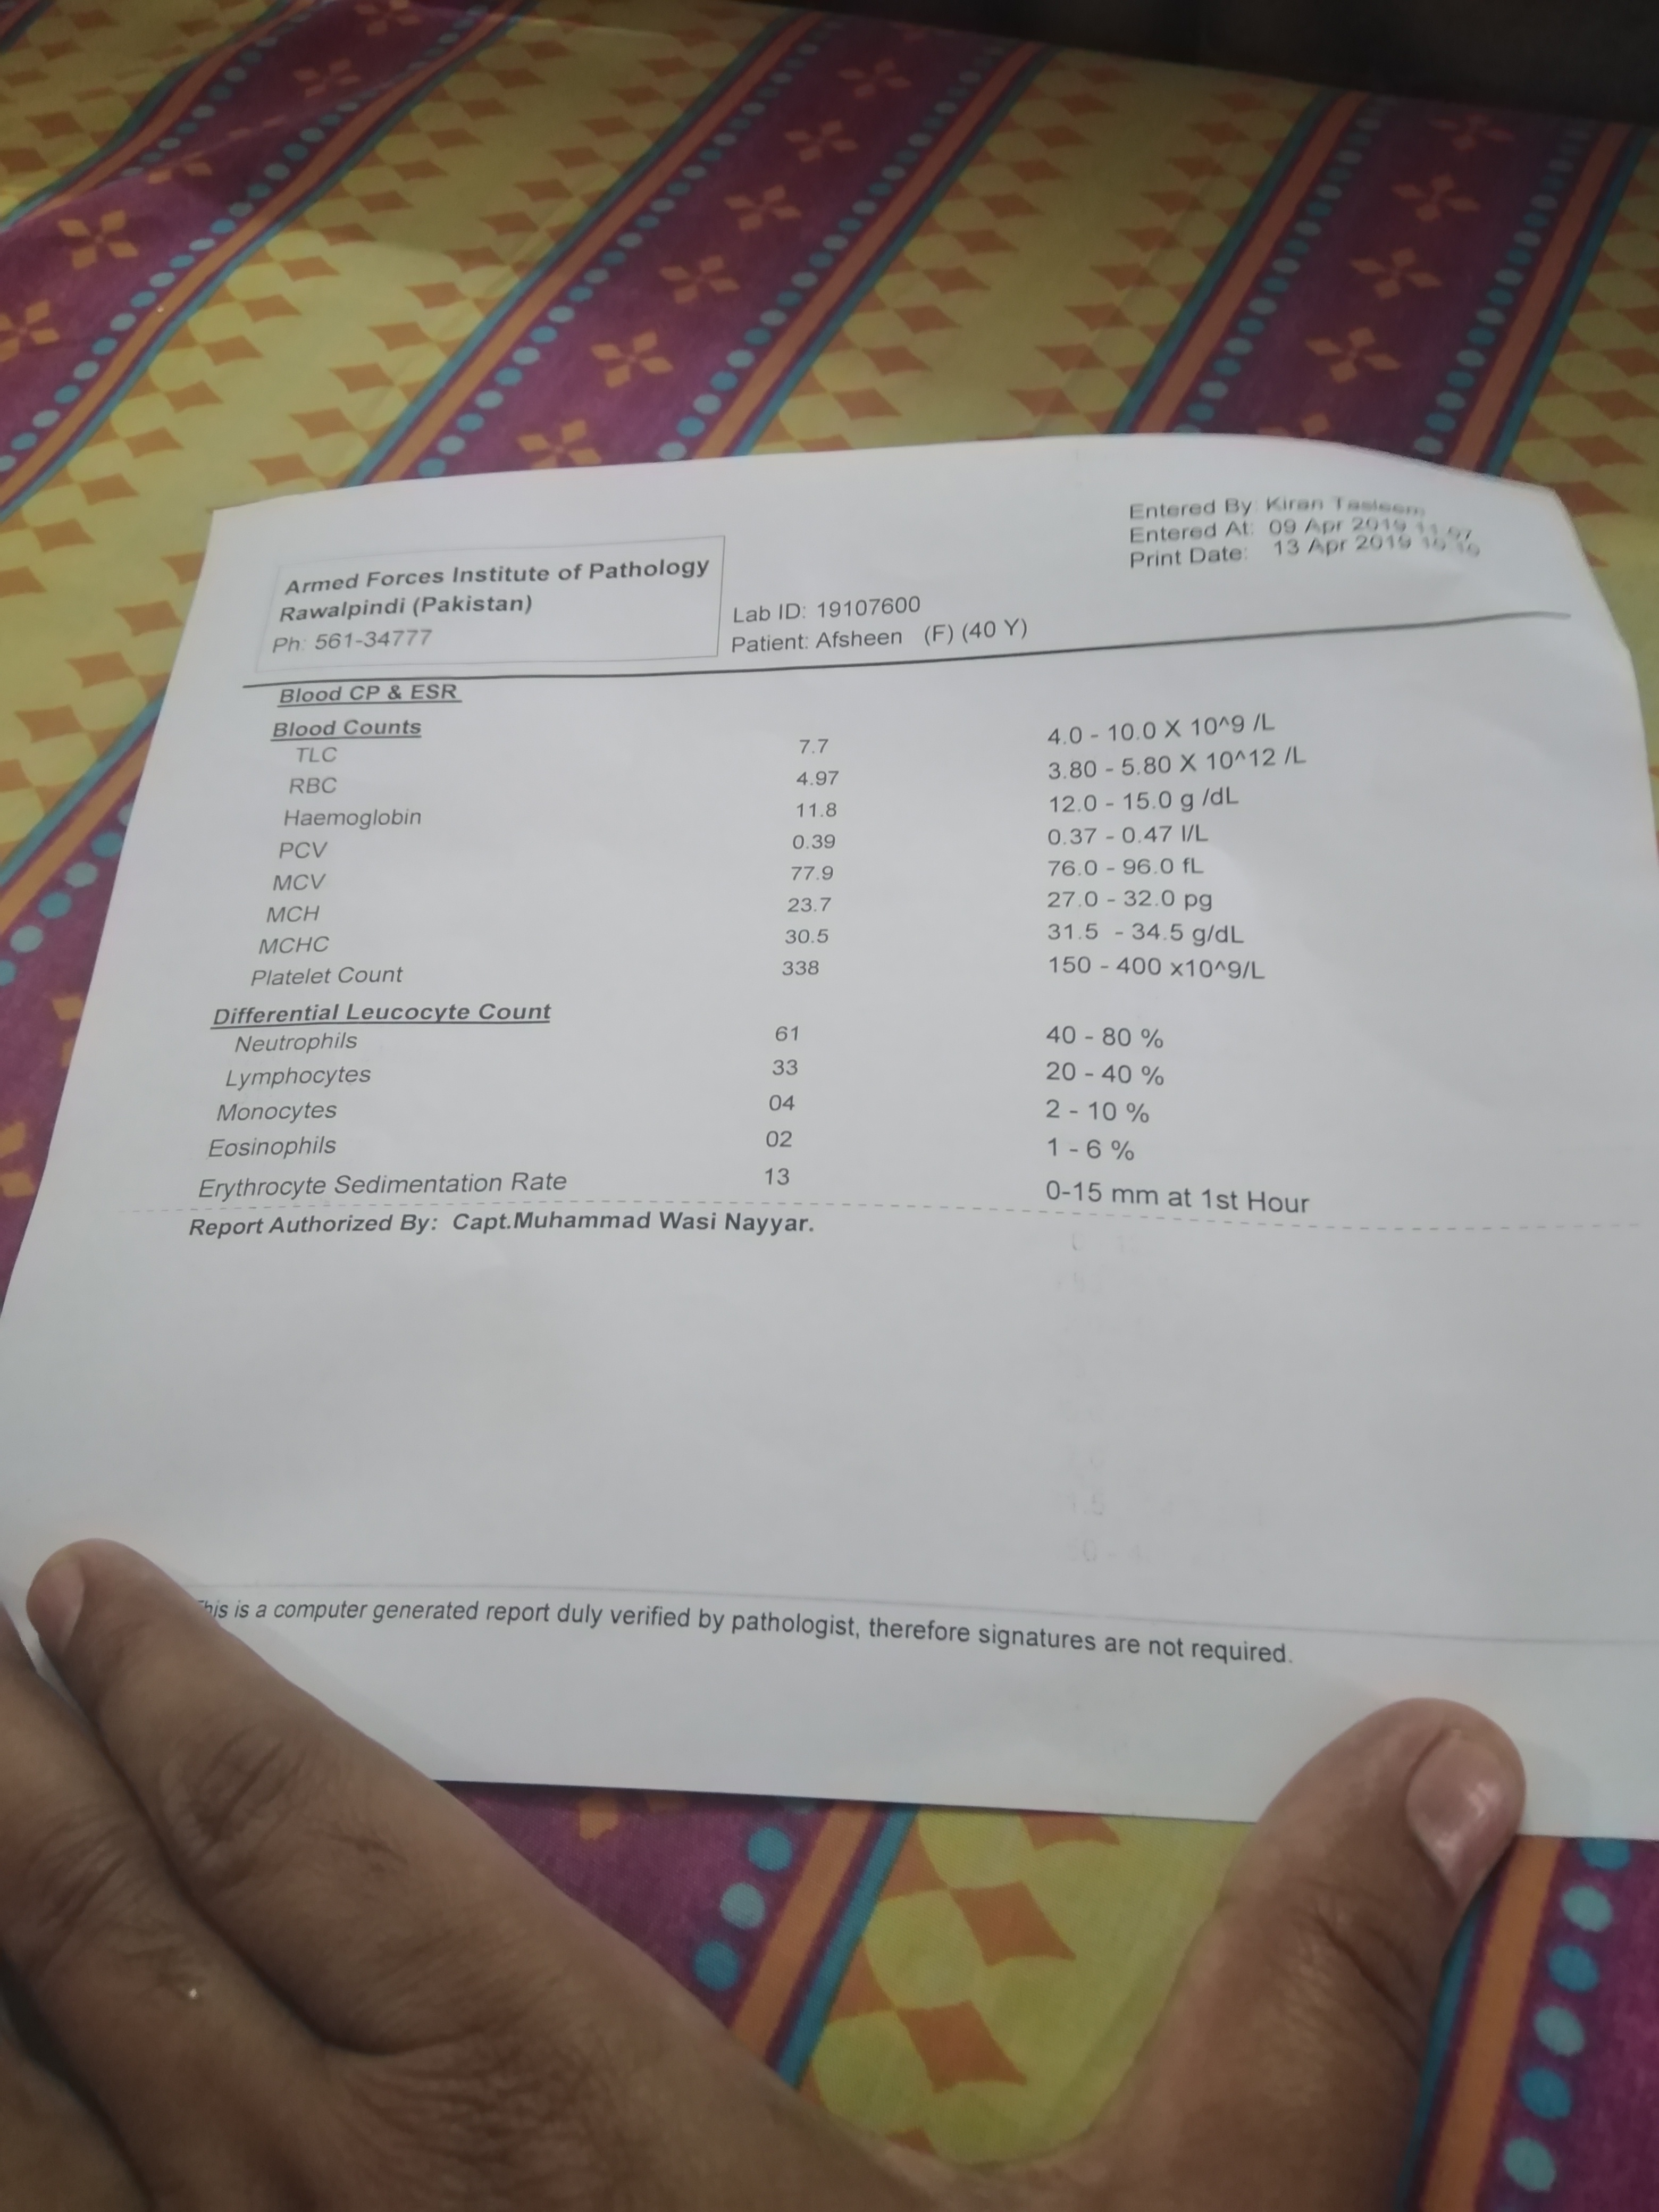 Entered By: Kiran Tasleem
Entered At: 09 Apr 2019
Print Date: 13 Apr 2019
Armed Forces Institute of Pathology
Rawalpindi (Pakistan)
Ph: 561-34777
Lab ID: 19107600
Patient: Afsheen (F) (40 Y)
Blood CP & ESR
Blood Counts
TLC 7.7 4.0 - 10.0 X 10^9 /L
RBC 4.97 3.80 - 5.80 X 10^12 /L
Haemoglobin 11.8 12.0 - 15.0 g /dL
PCV 0.39 0.37 - 0.47 l/L
MCV 77.9 76.0 - 96.0 fL
MCH 23.7 27.0 - 32.0 pg
MCHC 30.5 31.5 - 34.5 g/dL
Platelet Count 338 150 - 400 x10^9/L
Differential Leucocyte Count
Neutrophils 61 40 - 80 %
Lymphocytes 33 20 - 40 %
Monocytes 04 2 - 10 %
Eosinophils 02 1 - 6 %
Erythrocyte Sedimentation Rate 13 0-15 mm at 1st Hour
Report Authorized By: Capt.Muhammad Wasi Nayyar.
This is a computer generated report duly verified by pathologist, therefore signatures are not required.